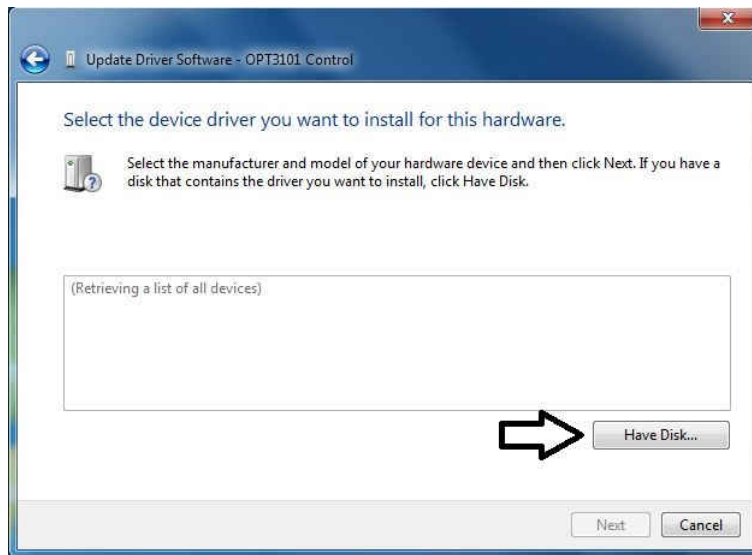 Update Driver Software - OPT3101 Control
Select the device driver you want to install for this hardware.
Select the manufacturer and model of your hardware device and then click Next. If you have a
disk that contains the driver you want to install, click Have Disk.
(Retrieving a list of all devices)
Have Disk...
Next
Cancel